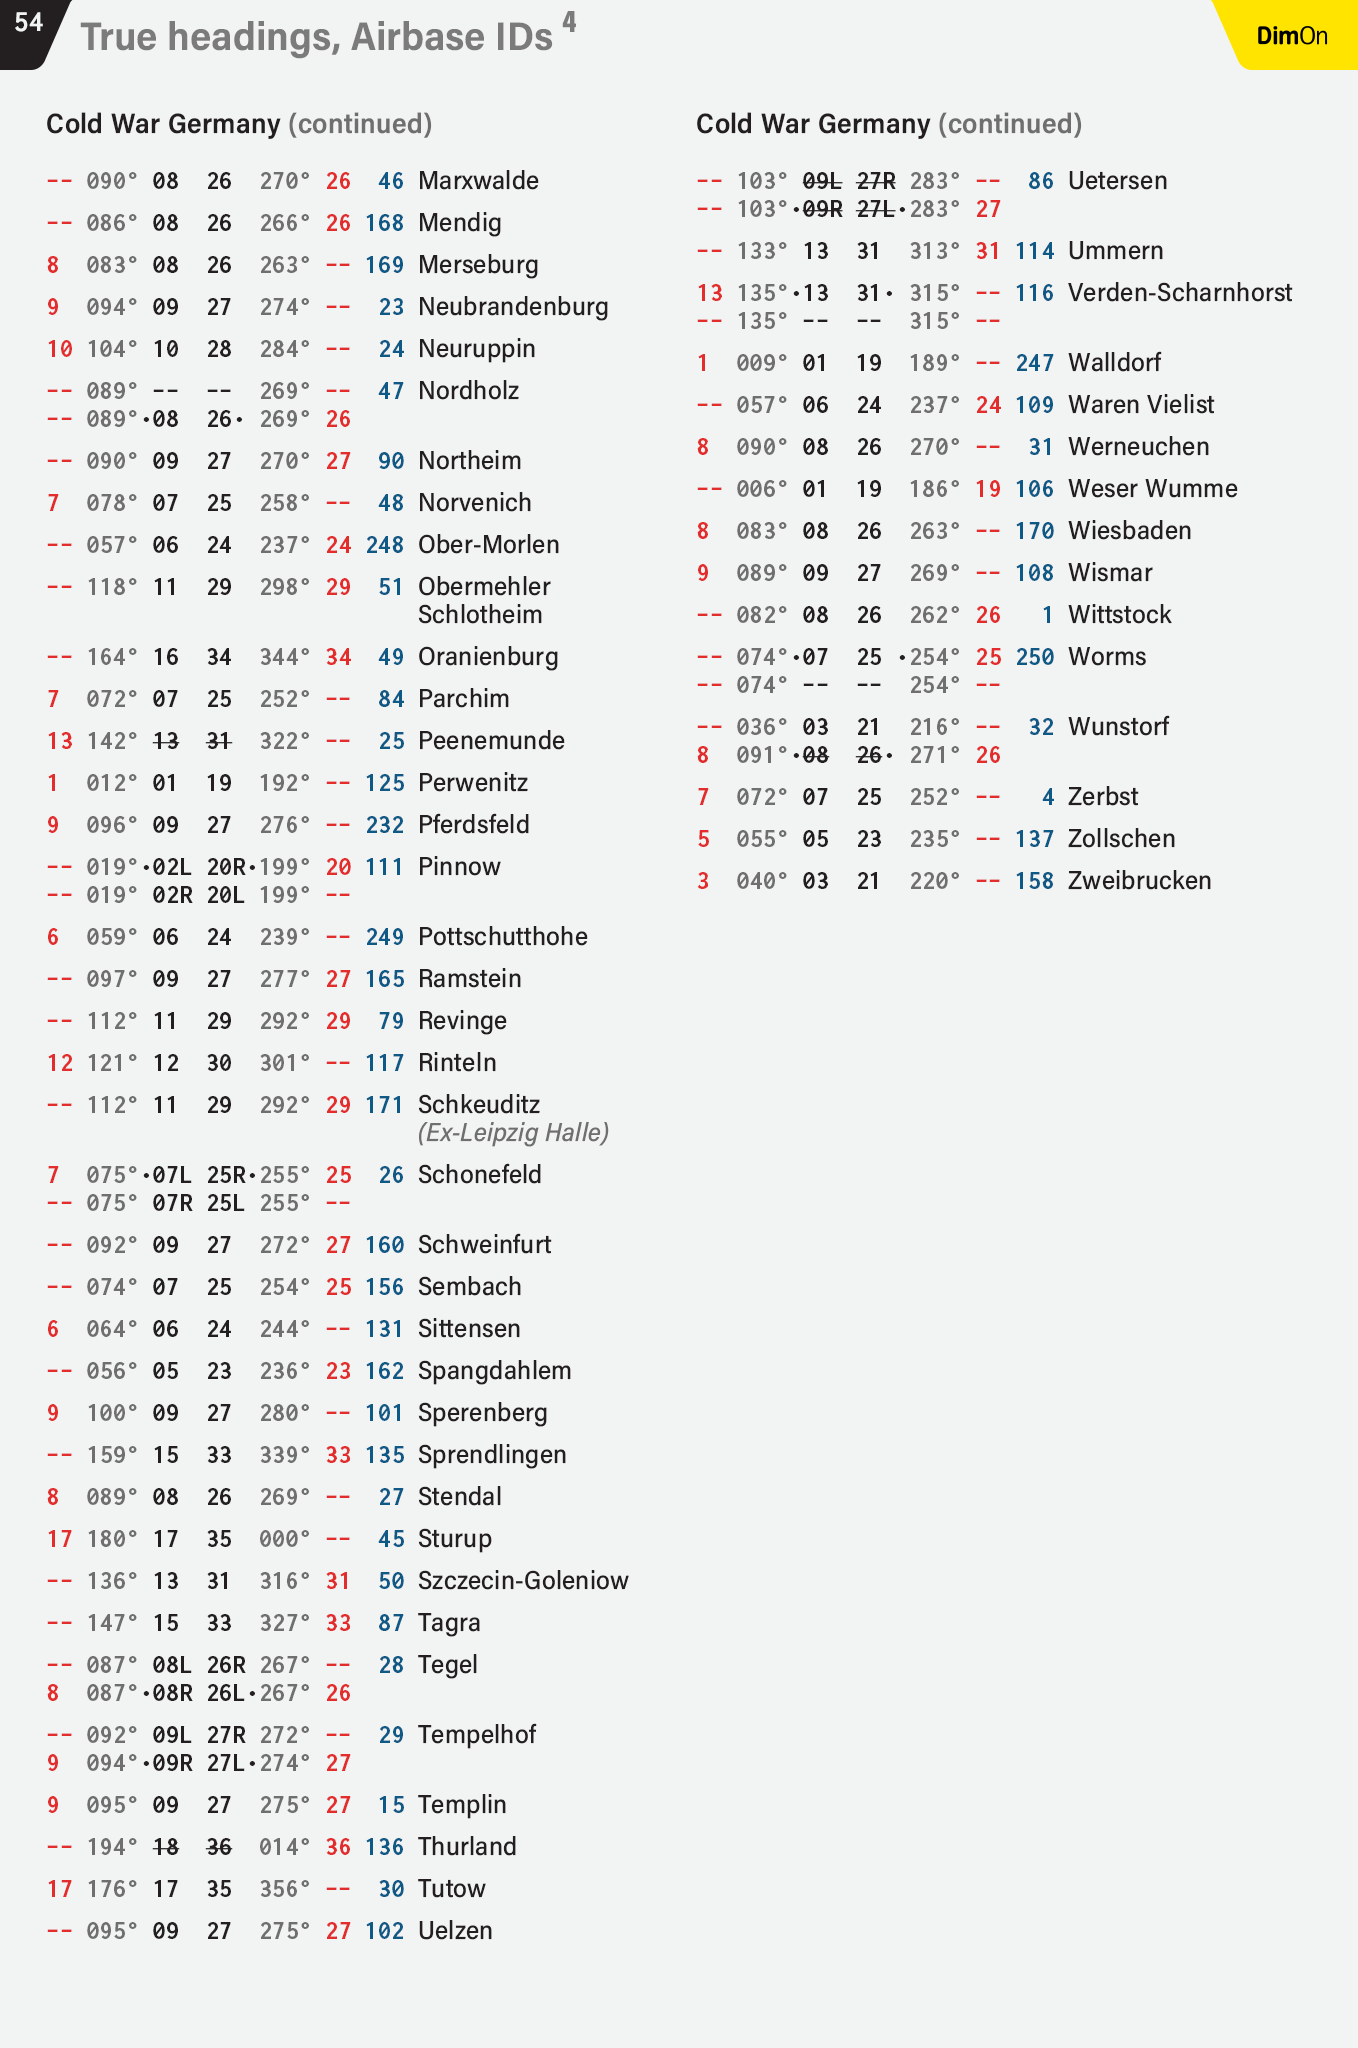 54
True headings, Airbase IDs 4
DimOn
Cold War Germany (continued)
-- 090° 08 26 270° 26 46 Marxwalde
-- 086° 08 26 266° 26 168 Mendig
8 083° 08 26 263° -- 169 Merseburg
9 094° 09 27 274° -- 23 Neubrandenburg
10 104° 10 28 284° -- 24 Neuruppin
-- 089° -- -- 269° -- 47 Nordholz
-- 089°·08 26· 269° 26
-- 090° 09 27 270° 27 90 Northeim
7 078° 07 25 258° -- 48 Norvenich
-- 057° 06 24 237° 24 248 Ober-Morlen
-- 118° 11 29 298° 29 51 Obermehler
Schlotheim
-- 164° 16 34 344° 34 49 Oranienburg
7 072° 07 25 252° -- 84 Parchim
13 142° 13 31 322° -- 25 Peenemunde
1 012° 01 19 192° -- 125 Perwenitz
9 096° 09 27 276° -- 232 Pferdsfeld
-- 019°·02L 20R·199° 20 111 Pinnow
-- 019° 02R 20L 199° --
6 059° 06 24 239° -- 249 Pottschutthohe
-- 097° 09 27 277° 27 165 Ramstein
-- 112° 11 29 292° 29 79 Revinge
12 121° 12 30 301° -- 117 Rinteln
-- 112° 11 29 292° 29 171 Schkeuditz
(Ex-Leipzig Halle)
7 075°·07L 25R·255° 25 26 Schonefeld
-- 075° 07R 25L 255° --
-- 092° 09 27 272° 27 160 Schweinfurt
-- 074° 07 25 254° 25 156 Sembach
6 064° 06 24 244° -- 131 Sittensen
-- 056° 05 23 236° 23 162 Spangdahlem
9 100° 09 27 280° -- 101 Sperenberg
-- 159° 15 33 339° 33 135 Sprendlingen
8 089° 08 26 269° -- 27 Stendal
17 180° 17 35 000° -- 45 Sturup
-- 136° 13 31 316° 31 50 Szczecin-Goleniow
-- 147° 15 33 327° 33 87 Tagra
-- 087° 08L 26R 267° -- 28 Tegel
8 087°·08R 26L·267° 26
-- 092° 09L 27R 272° -- 29 Tempelhof
9 094°·09R 27L·274° 27
9 095° 09 27 275° 27 15 Templin
-- 194° 18 36 014° 36 136 Thurland
17 176° 17 35 356° -- 30 Tutow
-- 095° 09 27 275° 27 102 Uelzen
Cold War Germany (continued)
-- 103° 09L 27R 283° -- 86 Uetersen
-- 103°·09R 27L·283° 27
-- 133° 13 31 313° 31 114 Ummern
13 135°·13 31· 315° -- 116 Verden-Scharnhorst
-- 135° -- -- 315° --
1 009° 01 19 189° -- 247 Walldorf
-- 057° 06 24 237° 24 109 Waren Vielist
8 090° 08 26 270° -- 31 Werneuchen
-- 006° 01 19 186° 19 106 Weser Wumme
8 083° 08 26 263° -- 170 Wiesbaden
9 089° 09 27 269° -- 108 Wismar
-- 082° 08 26 262° 26 1 Wittstock
-- 074°·07 25 ·254° 25 250 Worms
-- 074° -- -- 254° --
-- 036° 03 21 216° -- 32 Wunstorf
8 091°·08 26· 271° 26
7 072° 07 25 252° -- 4 Zerbst
5 055° 05 23 235° -- 137 Zollschen
3 040° 03 21 220° -- 158 Zweibrucken